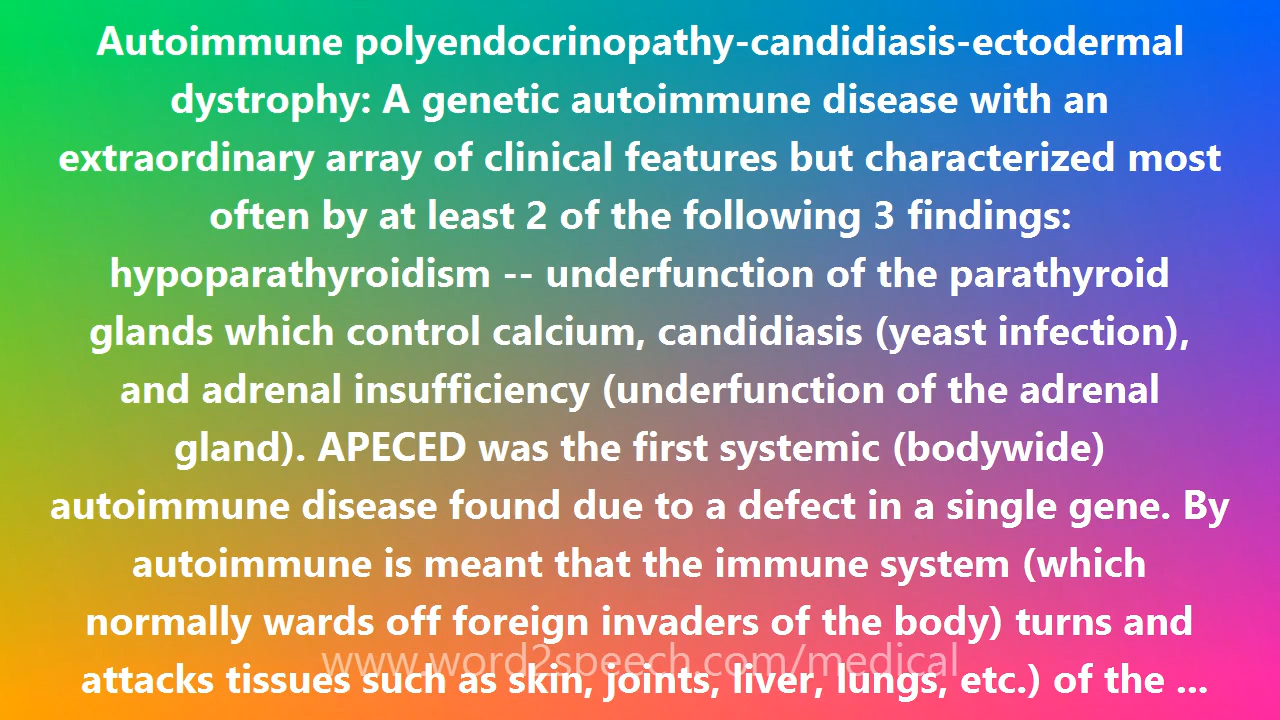 Autoimmune polyendocrinopathy-candidiasis-ectodermal
dystrophy: A genetic autoimmune disease with an
extraordinary array of clinical features but characterized most
often by at least 2 of the following 3 findings:
hypoparathyroidism -- underfunction of the parathyroid
glands which control calcium, candidiasis (yeast infection),
and adrenal insufficiency (underfunction of the adrenal
gland). APECED was the first systemic (bodywide)
autoimmune disease found due to a defect in a single gene. By
autoimmune is meant that the immune system (which
normally wards off foreign invaders of the body) turns and
www.word2speech.com/medical
attacks tissues such as skin, joints, liver, lungs, etc.) of the ...